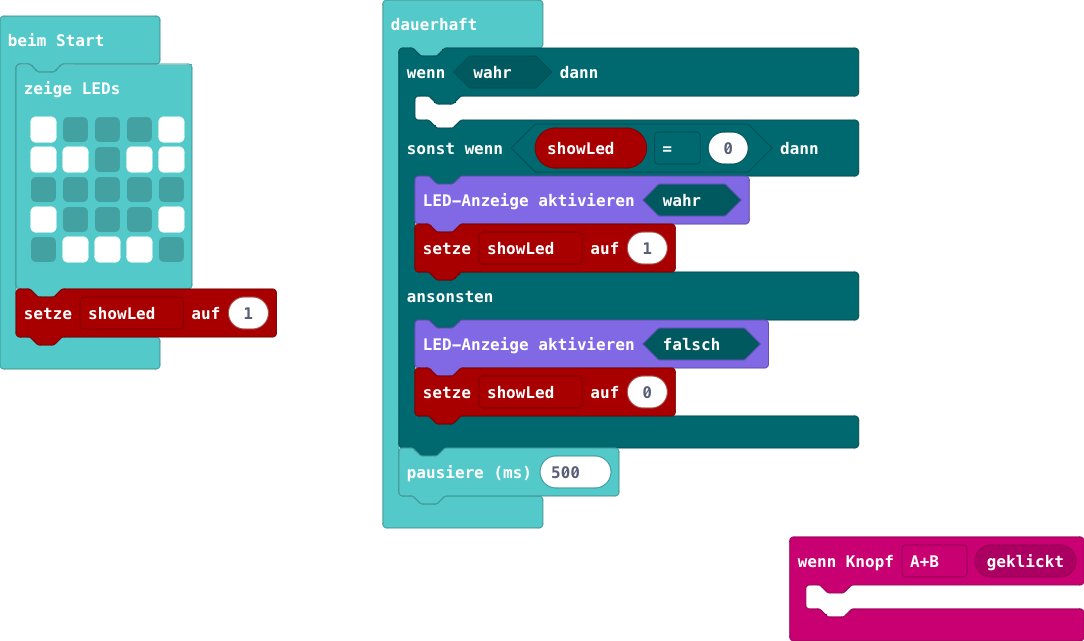 beim Start
zeige LEDs
setze showLed auf 1
dauerhaft
wenn wahr dann
sonst wenn showLed = 0 dann
LED-Anzeige aktivieren wahr
setze showLed auf 1
ansonsten
LED-Anzeige aktivieren falsch
setze showLed auf 0
pausiere (ms) 500
wenn Knopf A+B geklickt